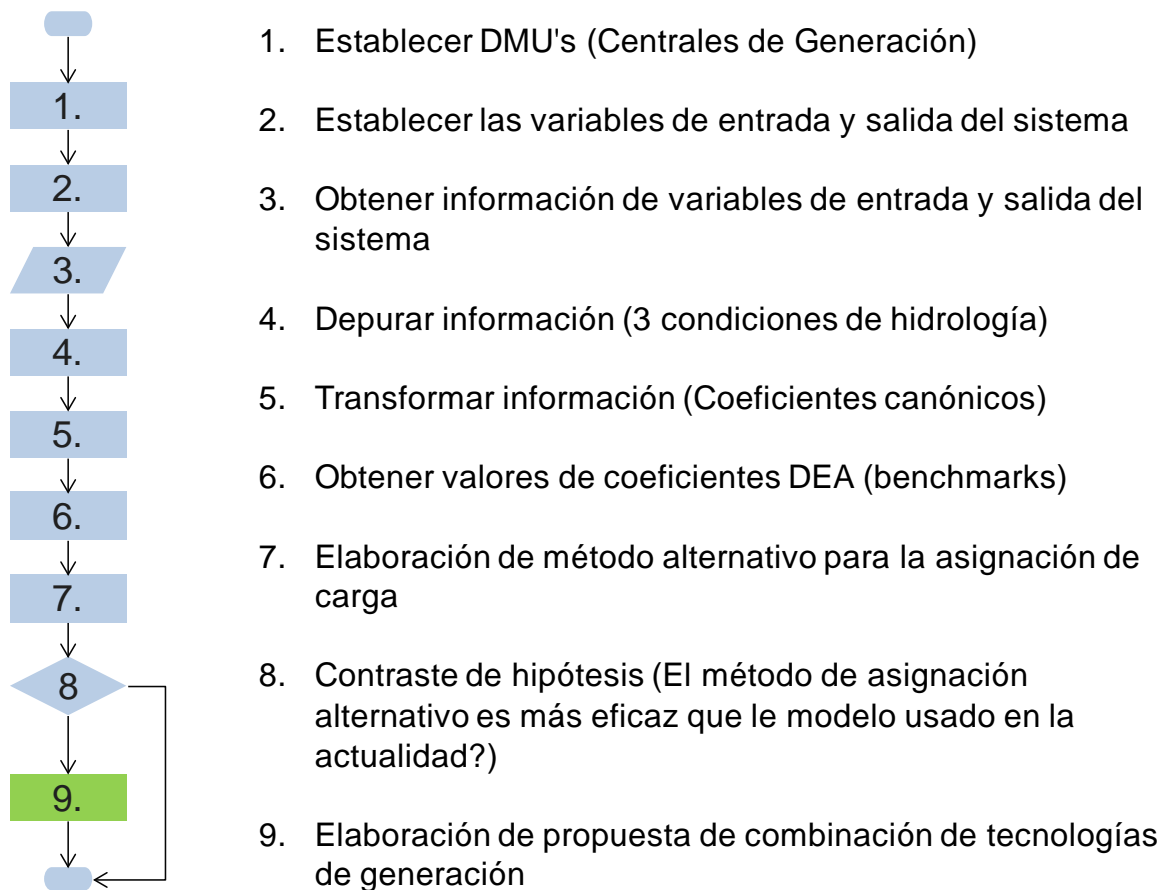 1.
2.
3.
4.
5.
6.
7.
8
9.
1. Establecer DMU's (Centrales de Generación)
2. Establecer las variables de entrada y salida del sistema
3. Obtener información de variables de entrada y salida del
sistema
4. Depurar información (3 condiciones de hidrología)
5. Transformar información (Coeficientes canónicos)
6. Obtener valores de coeficientes DEA (benchmarks)
7. Elaboración de método alternativo para la asignación de
carga
8. Contraste de hipótesis (El método de asignación
alternativo es más eficaz que le modelo usado en la
actualidad?)
9. Elaboración de propuesta de combinación de tecnologías
de generación